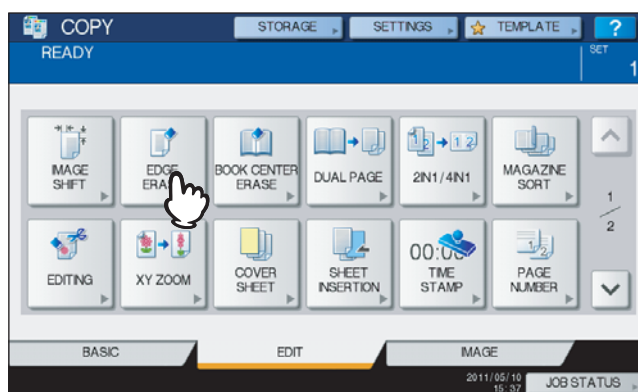 COPY STORAGE SETTINGS TEMPLATE ?
READY SET
1
IMAGE SHIFT
EDGE ERASE
BOOK CENTER ERASE
DUAL PAGE
2IN1/4IN1
MAGAZINE SORT
1
2
EDITING
XY ZOOM
COVER SHEET
SHEET INSERTION
00:00
TIME STAMP
PAGE NUMBER
BASIC EDIT IMAGE
2011/05/10
15:37 JOB STATUS